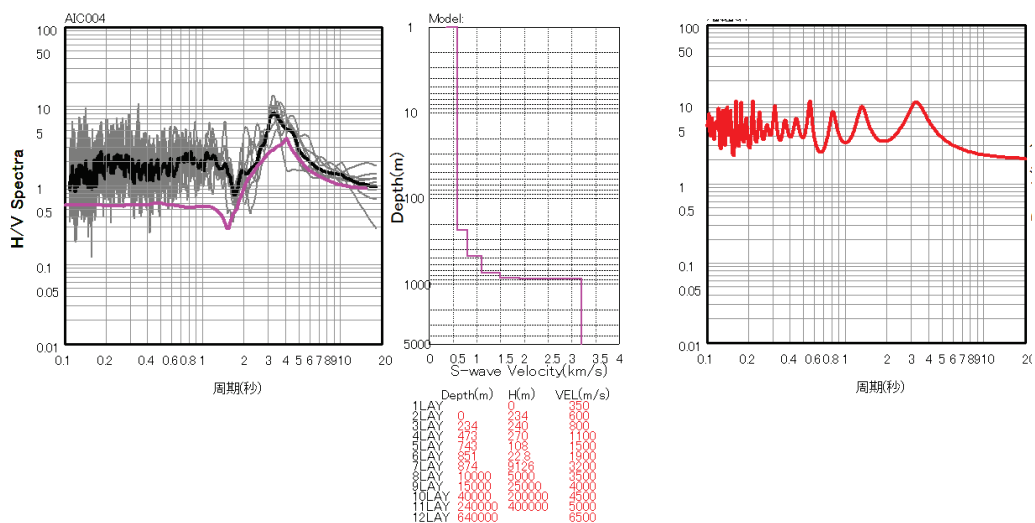 AIC004
100
50
10
5
1
0.5
0.1
0.05
0.01
H/V Spectra
0.1 0.2 0.4 0.6 0.8 1 2 3 4 5 6 7 8 9 10 20
周期(秒)
Model:
1
10
100
1000
5000
Depth(m)
0 0.5 1 1.5 2 2.5 3 3.5 4
S-wave Velocity(km/s)
Depth(m) H(m) VEL(m/s)
1LAY 0 350
2LAY 0 234 600
3LAY 234 240 800
4LAY 473 270 1100
5LAY 743 108 1500
6LAY 851 22.8 1900
7LAY 874 9126 3200
8LAY 10000 5000 3500
9LAY 15000 25000 4000
10LAY 40000 200000 4500
11LAY 240000 400000 5000
12LAY 640000 6500
100
50
10
5
1
0.5
0.1
0.05
0.01
0.1 0.2 0.4 0.6 0.8 1 2 3 4 5 6 7 8 9 10 20
周期(秒)